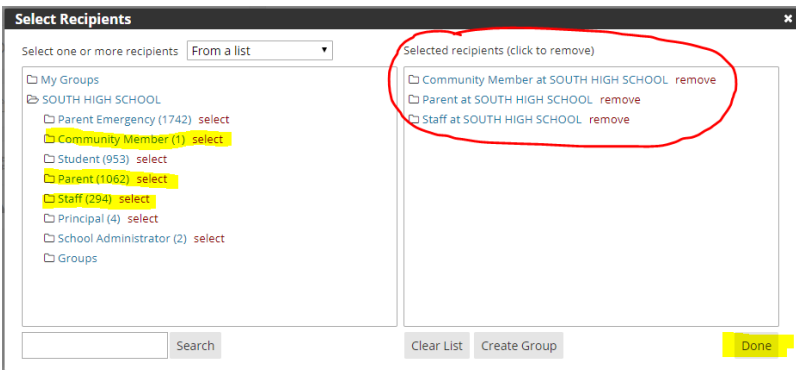 Select Recipients ×
Select one or more recipients From a list ▼
My Groups
SOUTH HIGH SCHOOL
Parent Emergency (1742) select
Community Member (1) select
Student (953) select
Parent (1062) select
Staff (294) select
Principal (4) select
School Administrator (2) select
Groups
Search
Selected recipients (click to remove)
Community Member at SOUTH HIGH SCHOOL remove
Parent at SOUTH HIGH SCHOOL remove
Staff at SOUTH HIGH SCHOOL remove
Clear List Create Group Done